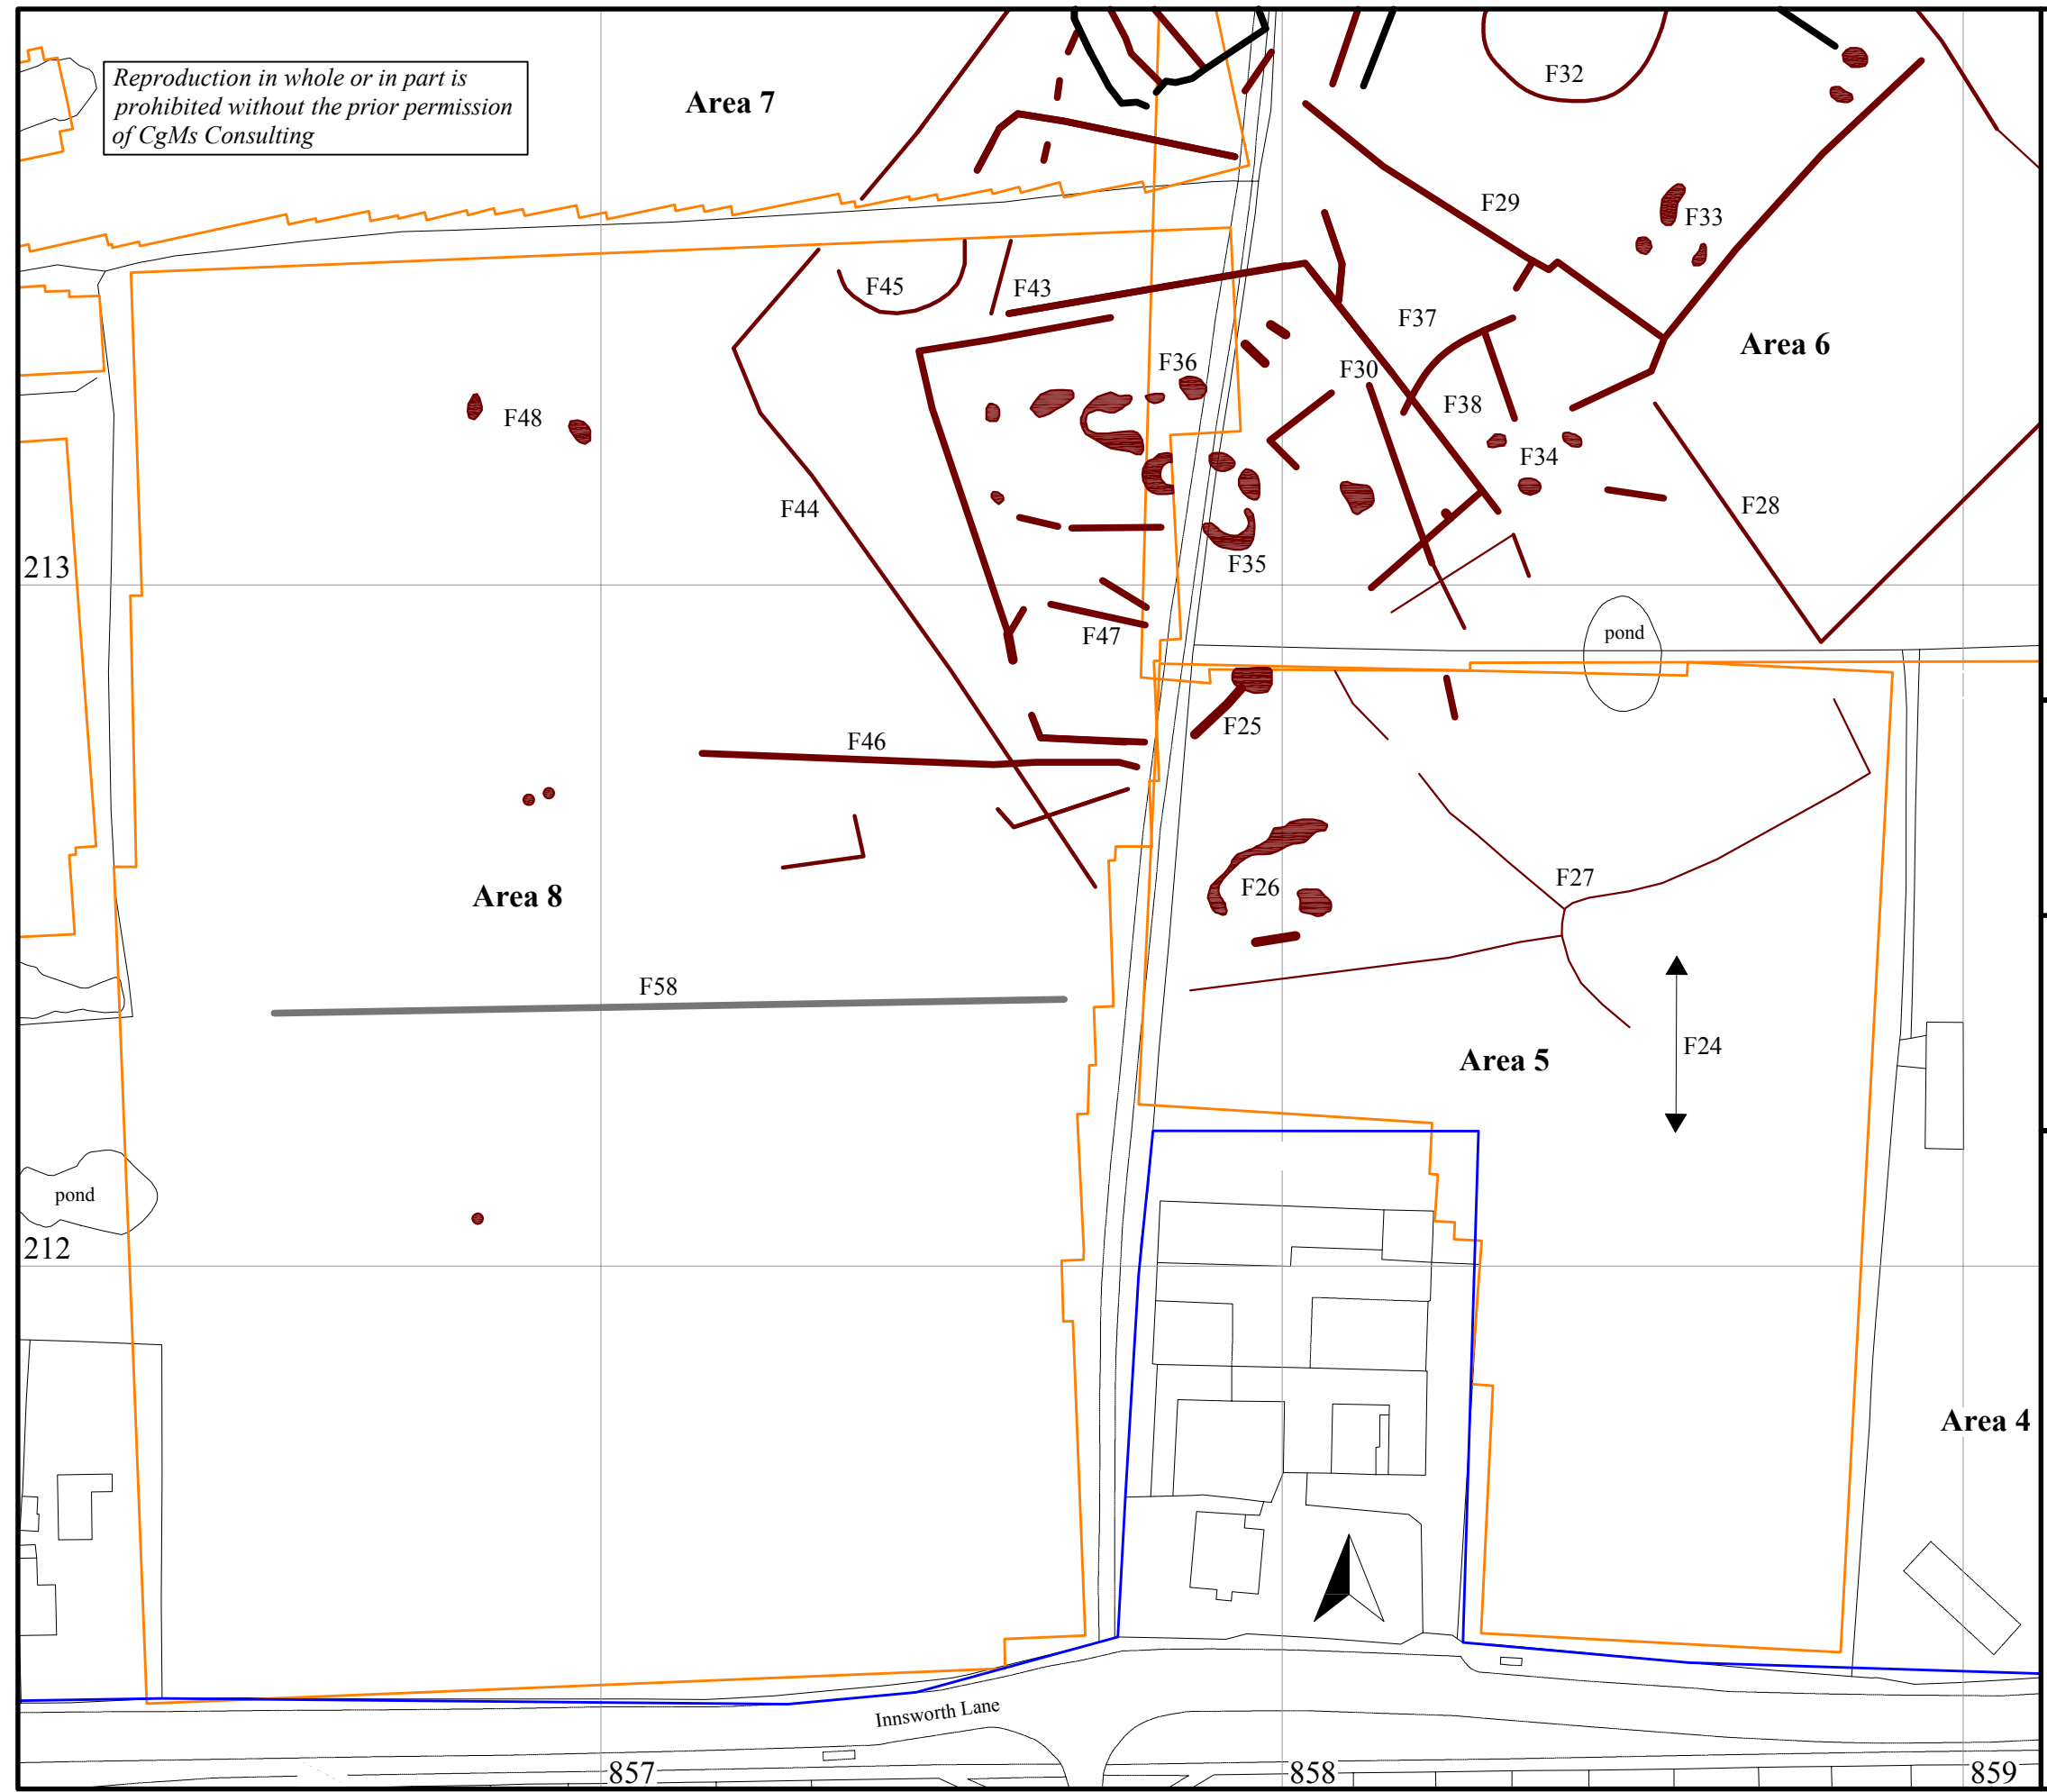 Reproduction in whole or in part is
prohibited without the prior permission
of CgMs Consulting
Area 7
F32
F29
F33
F45
F43
F37
Area 6
F36
F30
F48
F38
F34
F44
F28
213
F35
F47
pond
F25
F46
F27
F26
Area 8
F58
F24
Area 5
pond
212
Area 4
Innsworth Lane
857
858
859